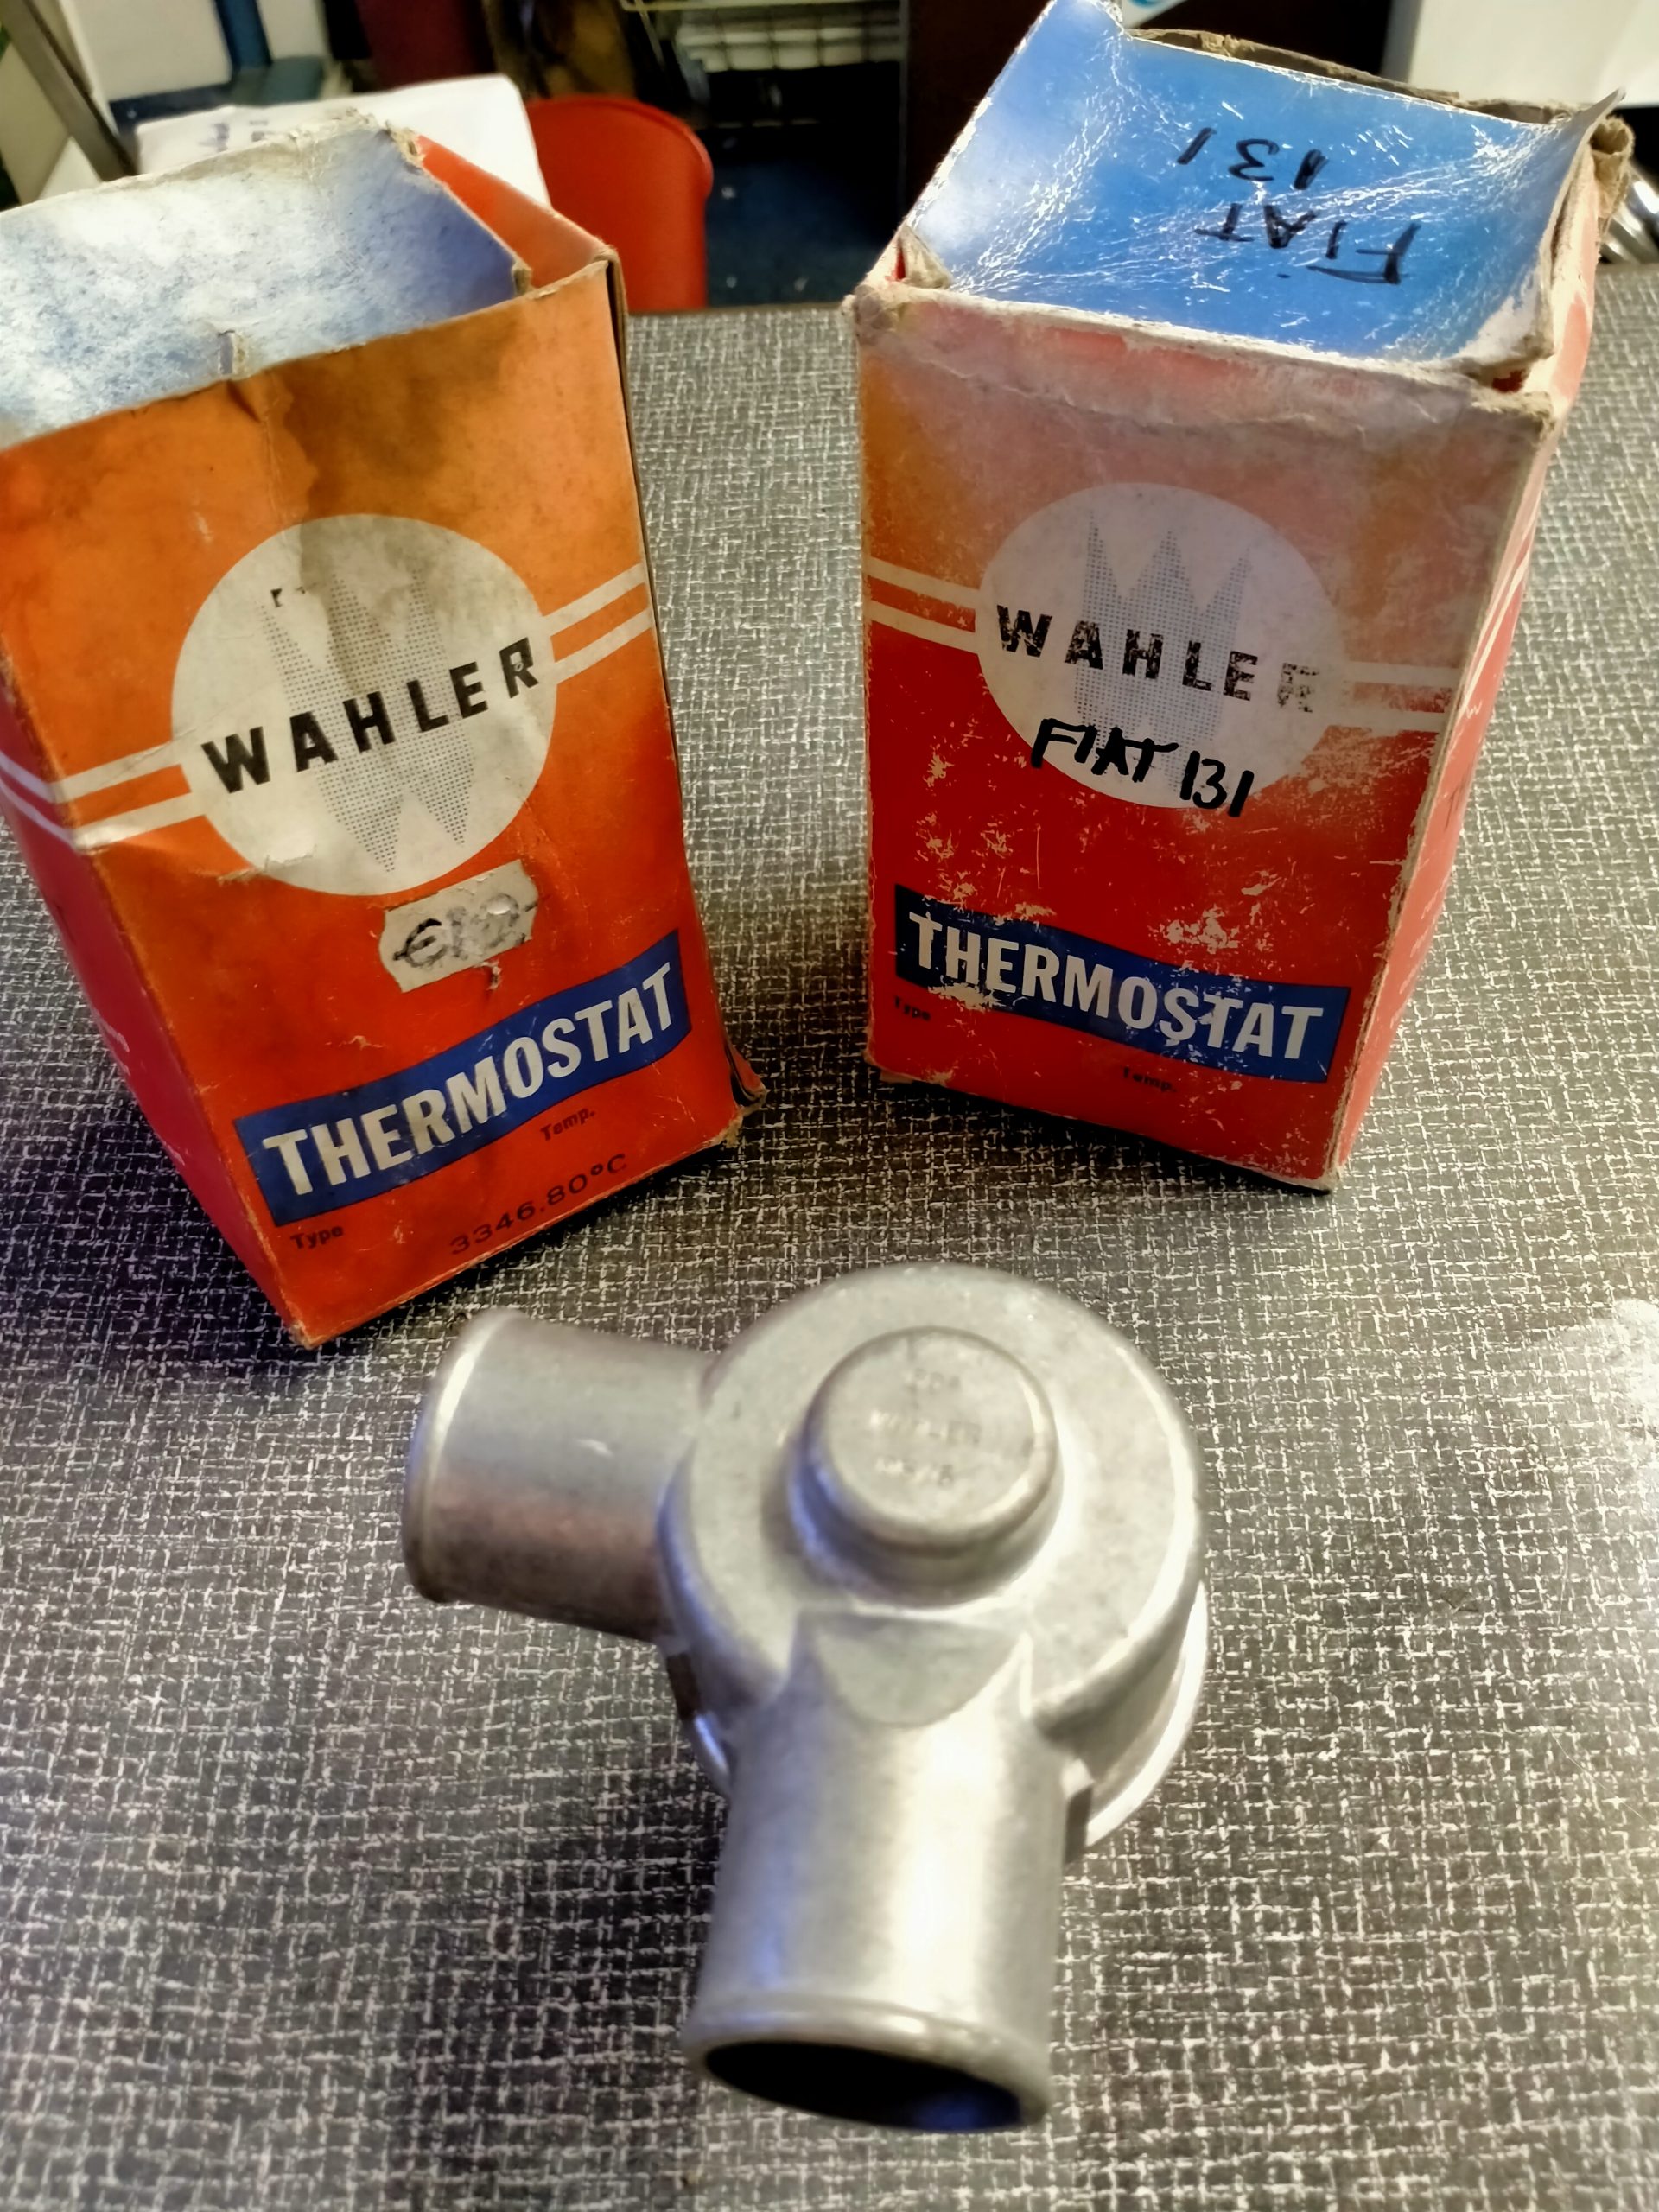 WAHLER
THERMOSTAT
Type
Temp.
3346.80°C
FIAT
131
WAHLER
FIAT 131
THERMOSTAT
Type
Temp.